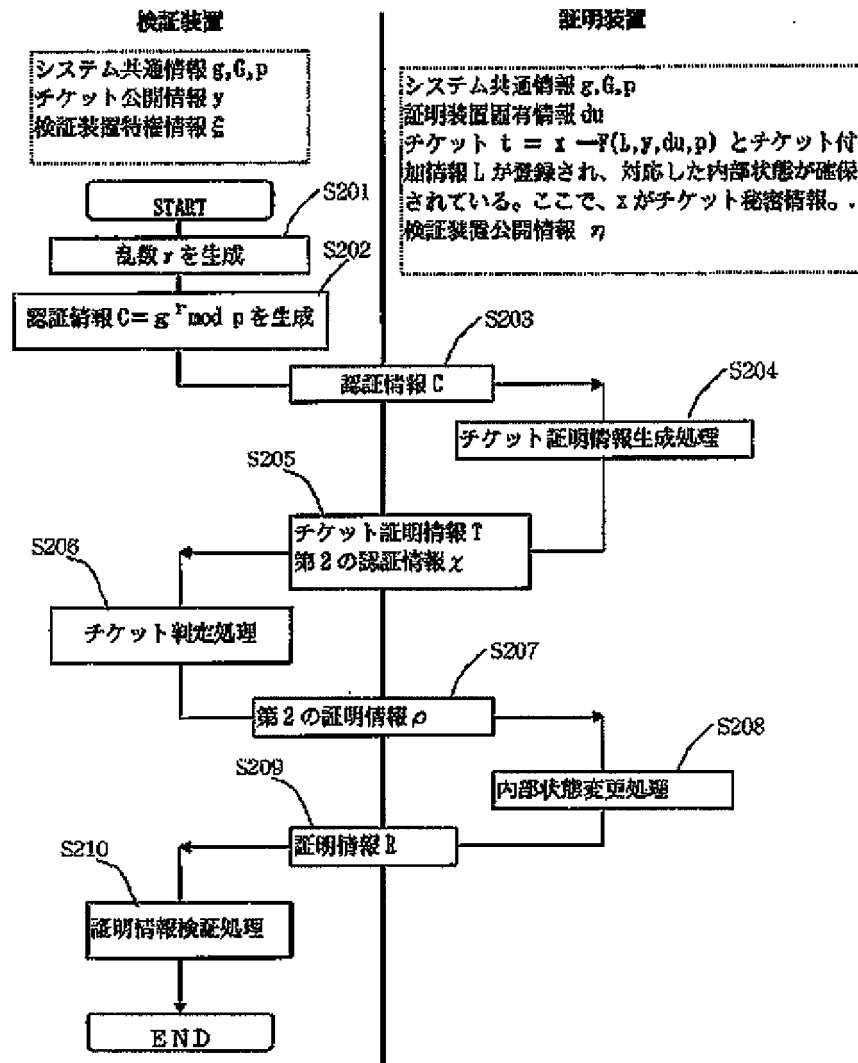 検証装置
証明装置
システム共通情報 g,G,p
チケット公開情報 y
検証装置特権情報 ξ
システム共通情報 g,G,p
証明装置固有情報 du
チケット t = x －F(L,y,du,p) とチケット付
加情報 L が登録され、対応した内部状態が確保
されている。ここで、x がチケット秘密情報。.
検証装置公開情報 η
START
S201
乱数 r を生成
S202
認証情報 C= g^r mod p を生成
S203
認証情報 C
S204
チケット証明情報生成処理
S205
チケット証明情報 T
第２の認証情報 χ
S206
チケット判定処理
S207
第２の証明情報 ρ
S208
内部状態変更処理
S209
証明情報 R
S210
証明情報検証処理
END